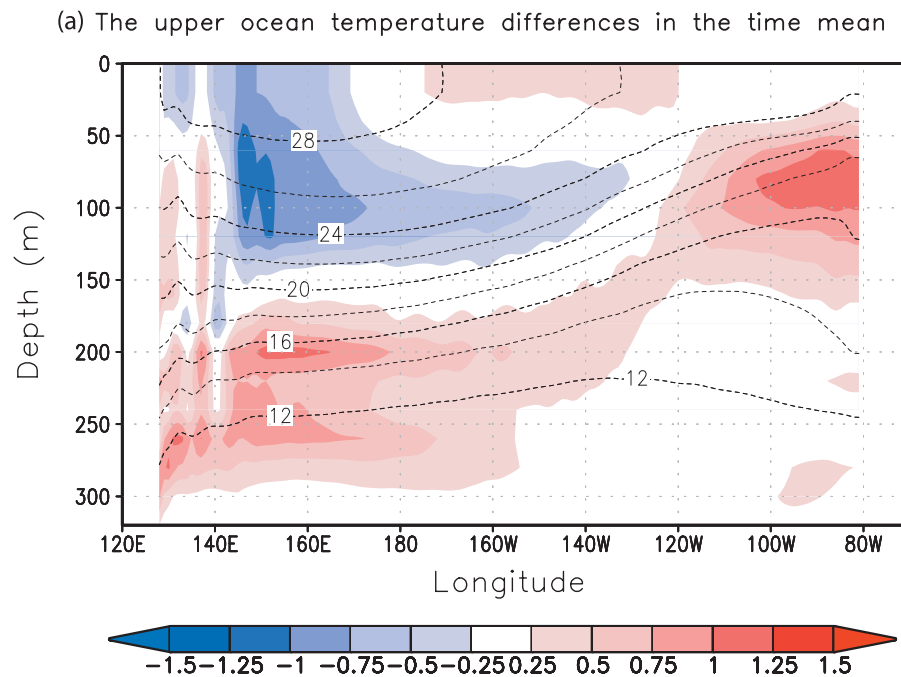 (a) The upper ocean temperature differences in the time mean
0
50
100
150
200
250
300
Depth (m)
28
24
20
16
12
12
120E 140E 160E 180 160W 140W 120W 100W 80W
Longitude
−1.5 −1.25 −1 −0.75 −0.5 −0.25 0.25 0.5 0.75 1 1.25 1.5